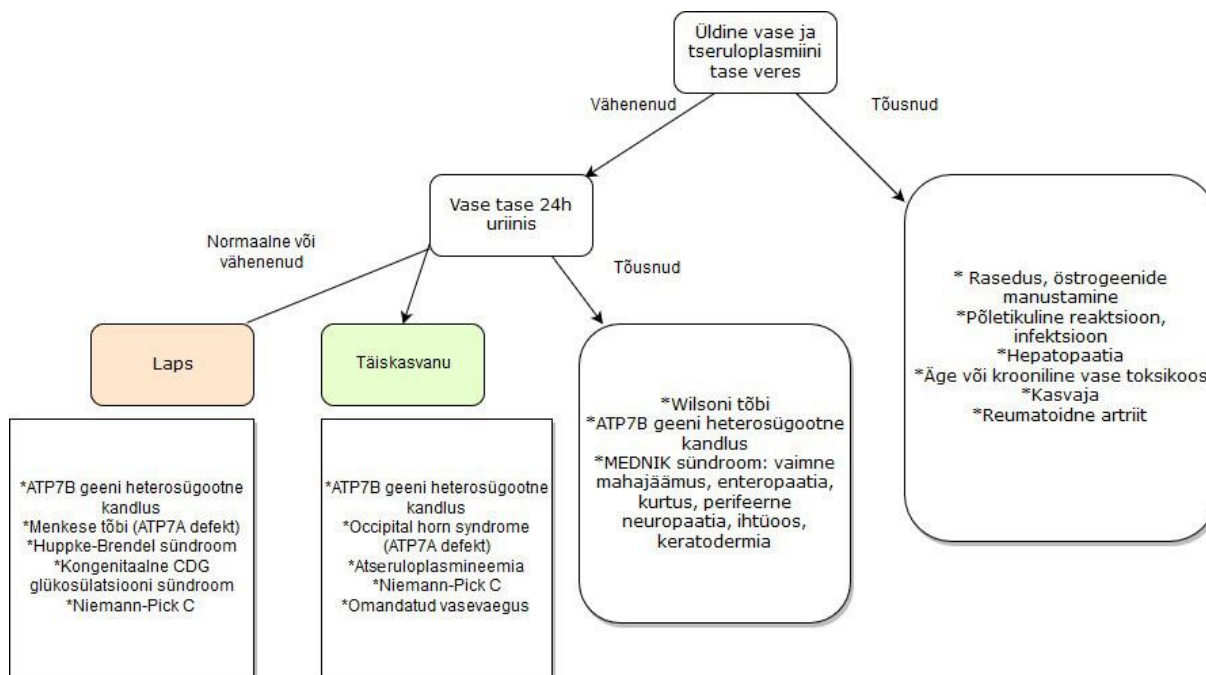 Üldine vase ja
tseruloplasmiini
tase veres
Vähenenud
Tõusnud
Vase tase 24h
uriinis
Normaalne või
vähenenud
Tõusnud
Laps
Täiskasvanu
*ATP7B geeni heterosügootne
kandlus
*Menkese tõbi (ATP7A defekt)
*Huppke-Brendel sündroom
*Kongenitaalne CDG
glükosülatsiooni sündroom
*Niemann-Pick C
*ATP7B geeni heterosügootne
kandlus
*Occipital horn syndrome
(ATP7A defekt)
*Atseruloplasmineemia
*Niemann-Pick C
*Omandatud vasevaegus
*Wilsoni tõbi
*ATP7B geeni heterosügootne
kandlus
*MEDNIK sündroom: vaimne
mahajäämus, enteropaatia,
kurtus, perifeerne
neuropaatia, ihtüoos,
keratodermia
* Rasedus, östrogeenide
manustamine
*Põletikuline reaktsioon,
infektsioon
*Hepatopaatia
*Äge või krooniline vase toksikoos
*Kasvaja
*Reumatoidne artriit